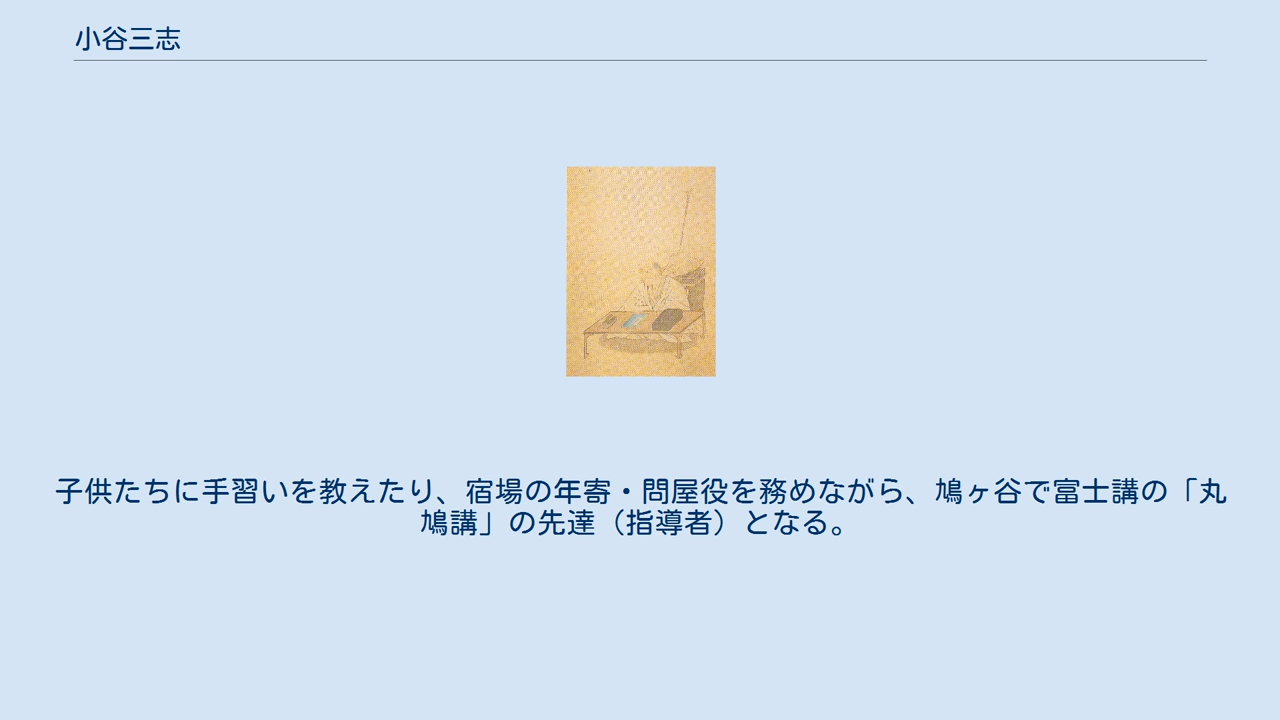 小谷三志
子供たちに手習いを教えたり、宿場の年寄・問屋役を務めながら、鳩ヶ谷で富士講の「丸
鳩講」の先達（指導者）となる。